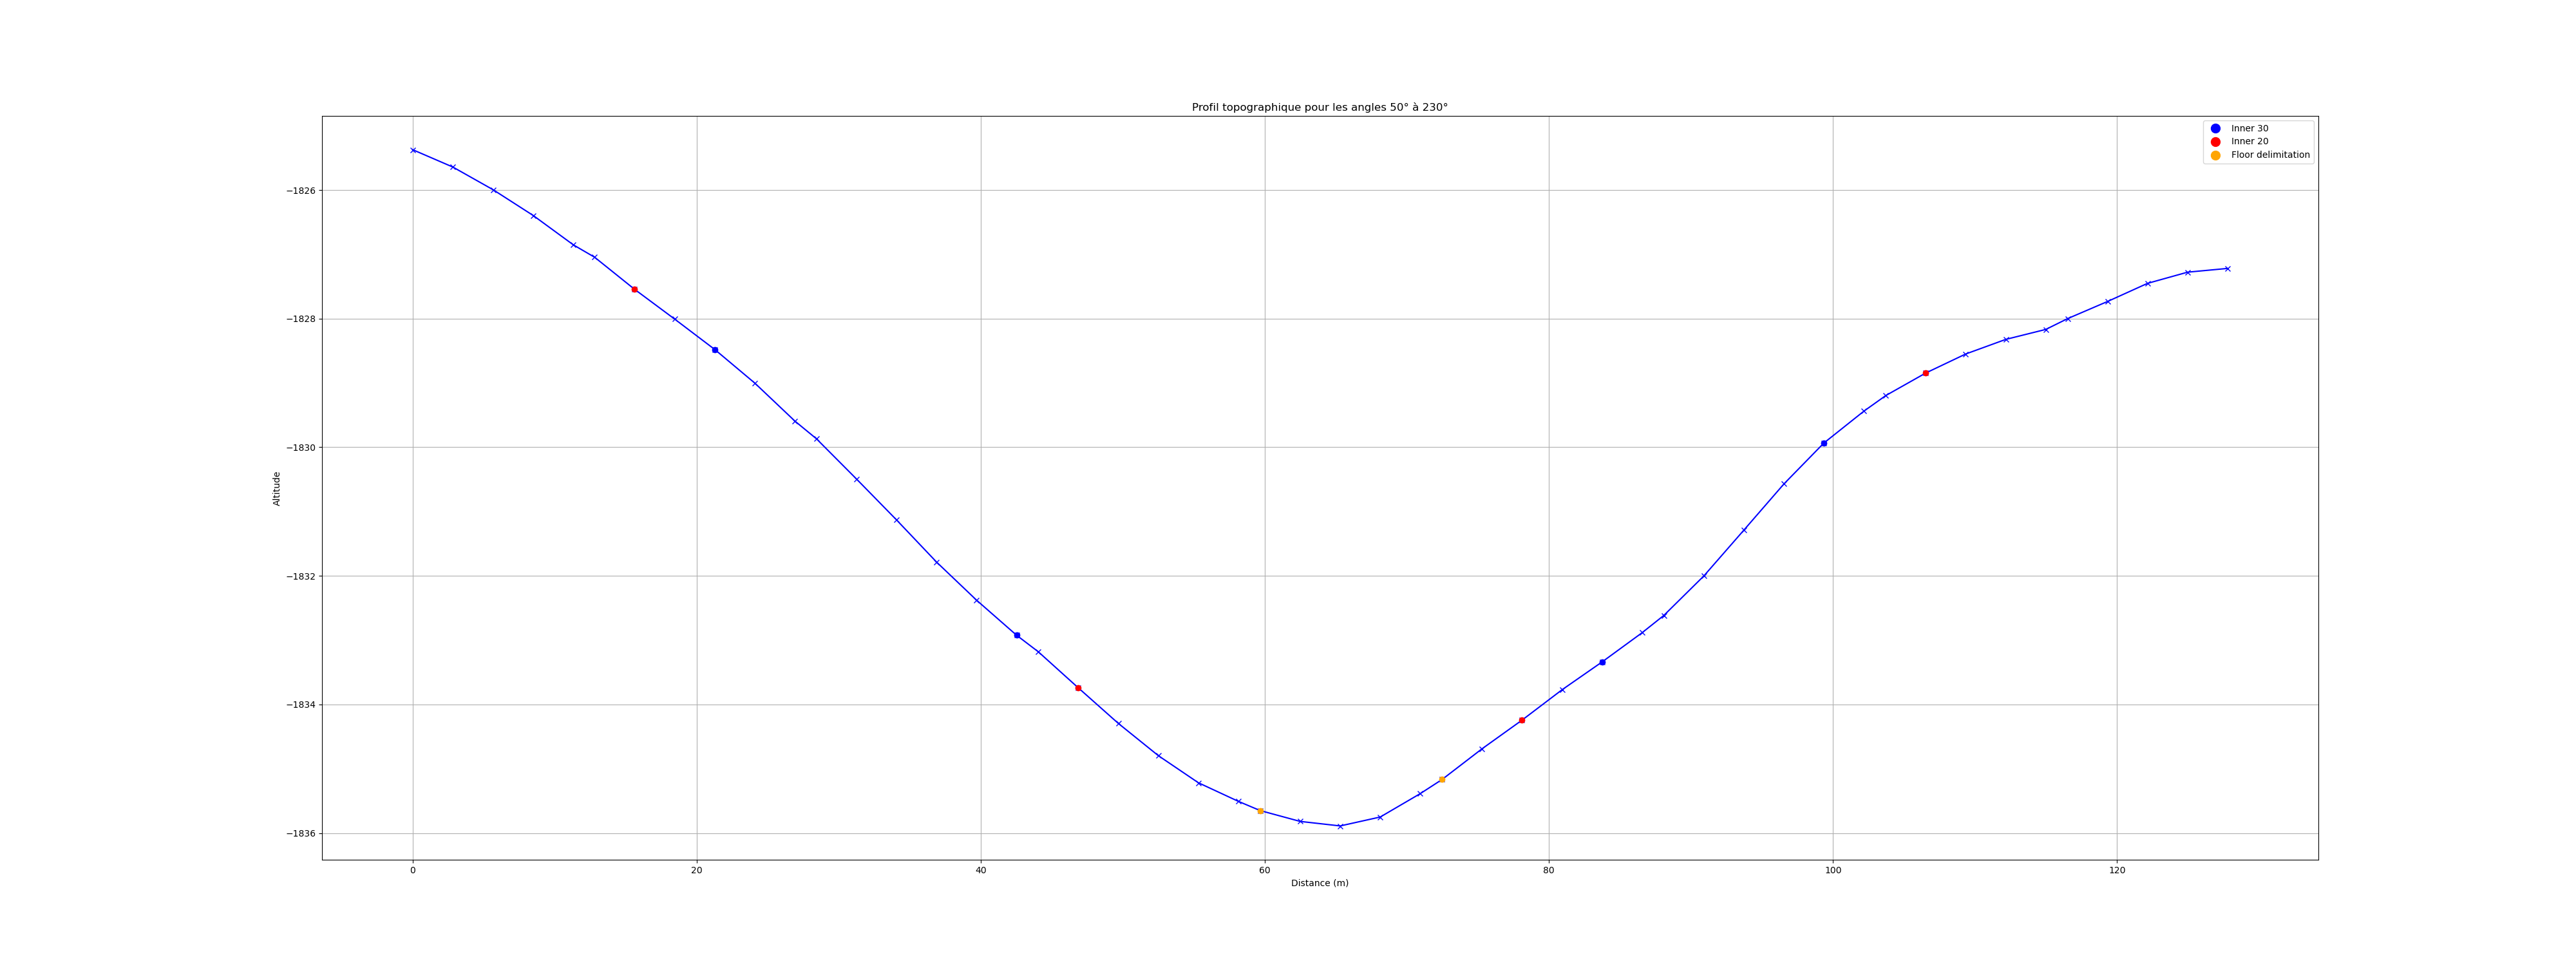 Profil topographique pour les angles 50° à 230°
Inner 30
Inner 20
Floor delimitation
−1826
−1828
−1830
−1832
−1834
−1836
Altitude
0 20 40 60 80 100 120
Distance (m)